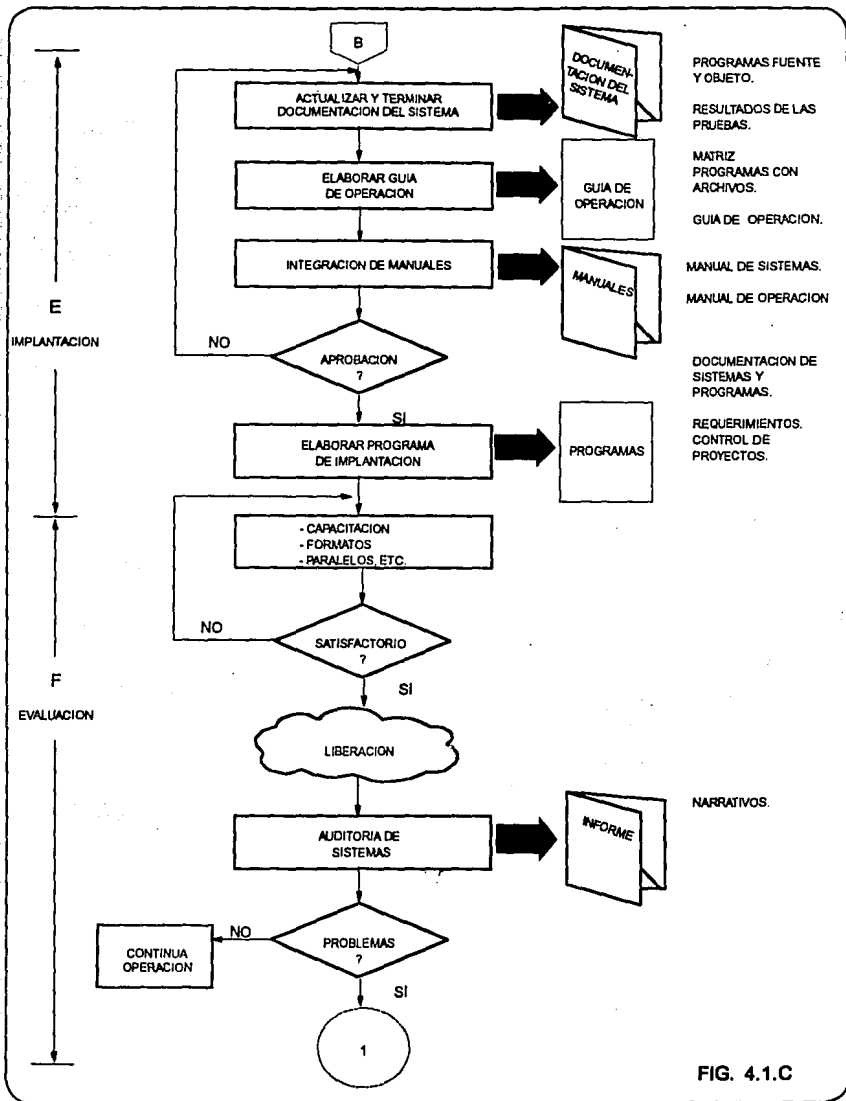 B
ACTUALIZAR Y TERMINAR
DOCUMENTACION DEL SISTEMA
DOCUMEN-
TACION DEL
SISTEMA
PROGRAMAS FUENTE
Y OBJETO.
RESULTADOS DE LAS
PRUEBAS.
ELABORAR GUIA
DE OPERACION
GUIA DE
OPERACION
MATRIZ
PROGRAMAS CON
ARCHIVOS.
GUIA DE OPERACION.
INTEGRACION DE MANUALES
MANUALES
MANUAL DE SISTEMAS.
MANUAL DE OPERACION
E
IMPLANTACION
NO
APROBACION
?
SI
DOCUMENTACION DE
SISTEMAS Y
PROGRAMAS.
ELABORAR PROGRAMA
DE IMPLANTACION
PROGRAMAS
REQUERIMIENTOS.
CONTROL DE
PROYECTOS.
- CAPACITACION
- FORMATOS
- PARALELOS, ETC.
NO
SATISFACTORIO
?
SI
F
EVALUACION
LIBERACION
AUDITORIA DE
SISTEMAS
INFORME
NARRATIVOS.
NO
PROBLEMAS
?
CONTINUA
OPERACION
SI
1
FIG. 4.1.C